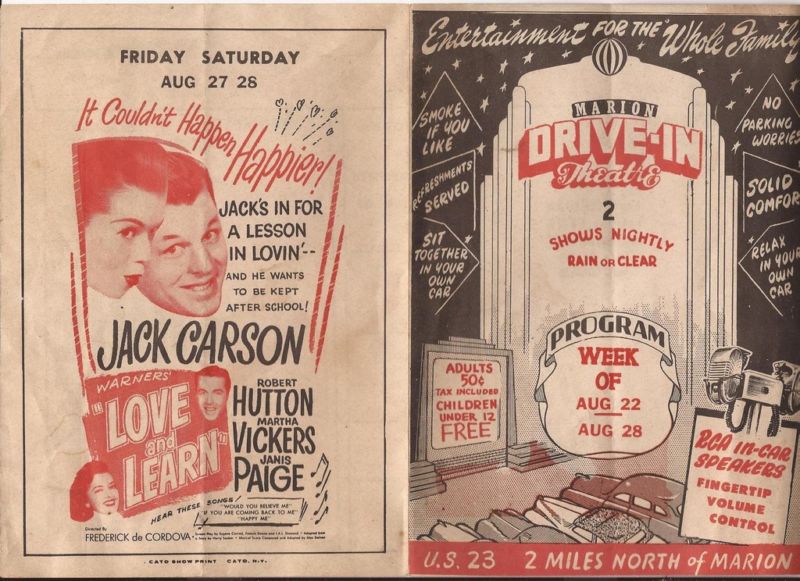 FRIDAY SATURDAY
AUG 27 28
It Couldn't Happen
Happier!
JACK'S IN FOR
A LESSON
IN LOVIN'--
AND HE WANTS
TO BE KEPT
AFTER SCHOOL!
JACK CARSON
WARNERS'
"LOVE
and
LEARN"
ROBERT
HUTTON
MARTHA
VICKERS
JANIS
PAIGE
HEAR THESE SONGS!
"WOULD YOU BELIEVE ME"
"IF YOU ARE COMING BACK TO ME"
"HAPPY ME"
Directed By
FREDERICK de CORDOVA
CATO SHOW PRINT CATO, N.Y.
Entertainment FOR THE Whole Family
SMOKE
IF YOU
LIKE
REFRESHMENTS
SERVED
SIT
TOGETHER
IN YOUR
OWN
CAR
MARION
DRIVE-IN
Theatre
2
SHOWS NIGHTLY
RAIN OR CLEAR
NO
PARKING
WORRIES
SOLID
COMFORT
RELAX
IN YOUR
OWN
CAR
PROGRAM
WEEK
OF
AUG 22
AUG 28
ADULTS
50¢
TAX INCLUDED
CHILDREN
UNDER 12
FREE
RCA IN-CAR
SPEAKERS
FINGERTIP
VOLUME
CONTROL
U.S. 23 2 MILES NORTH of MARION